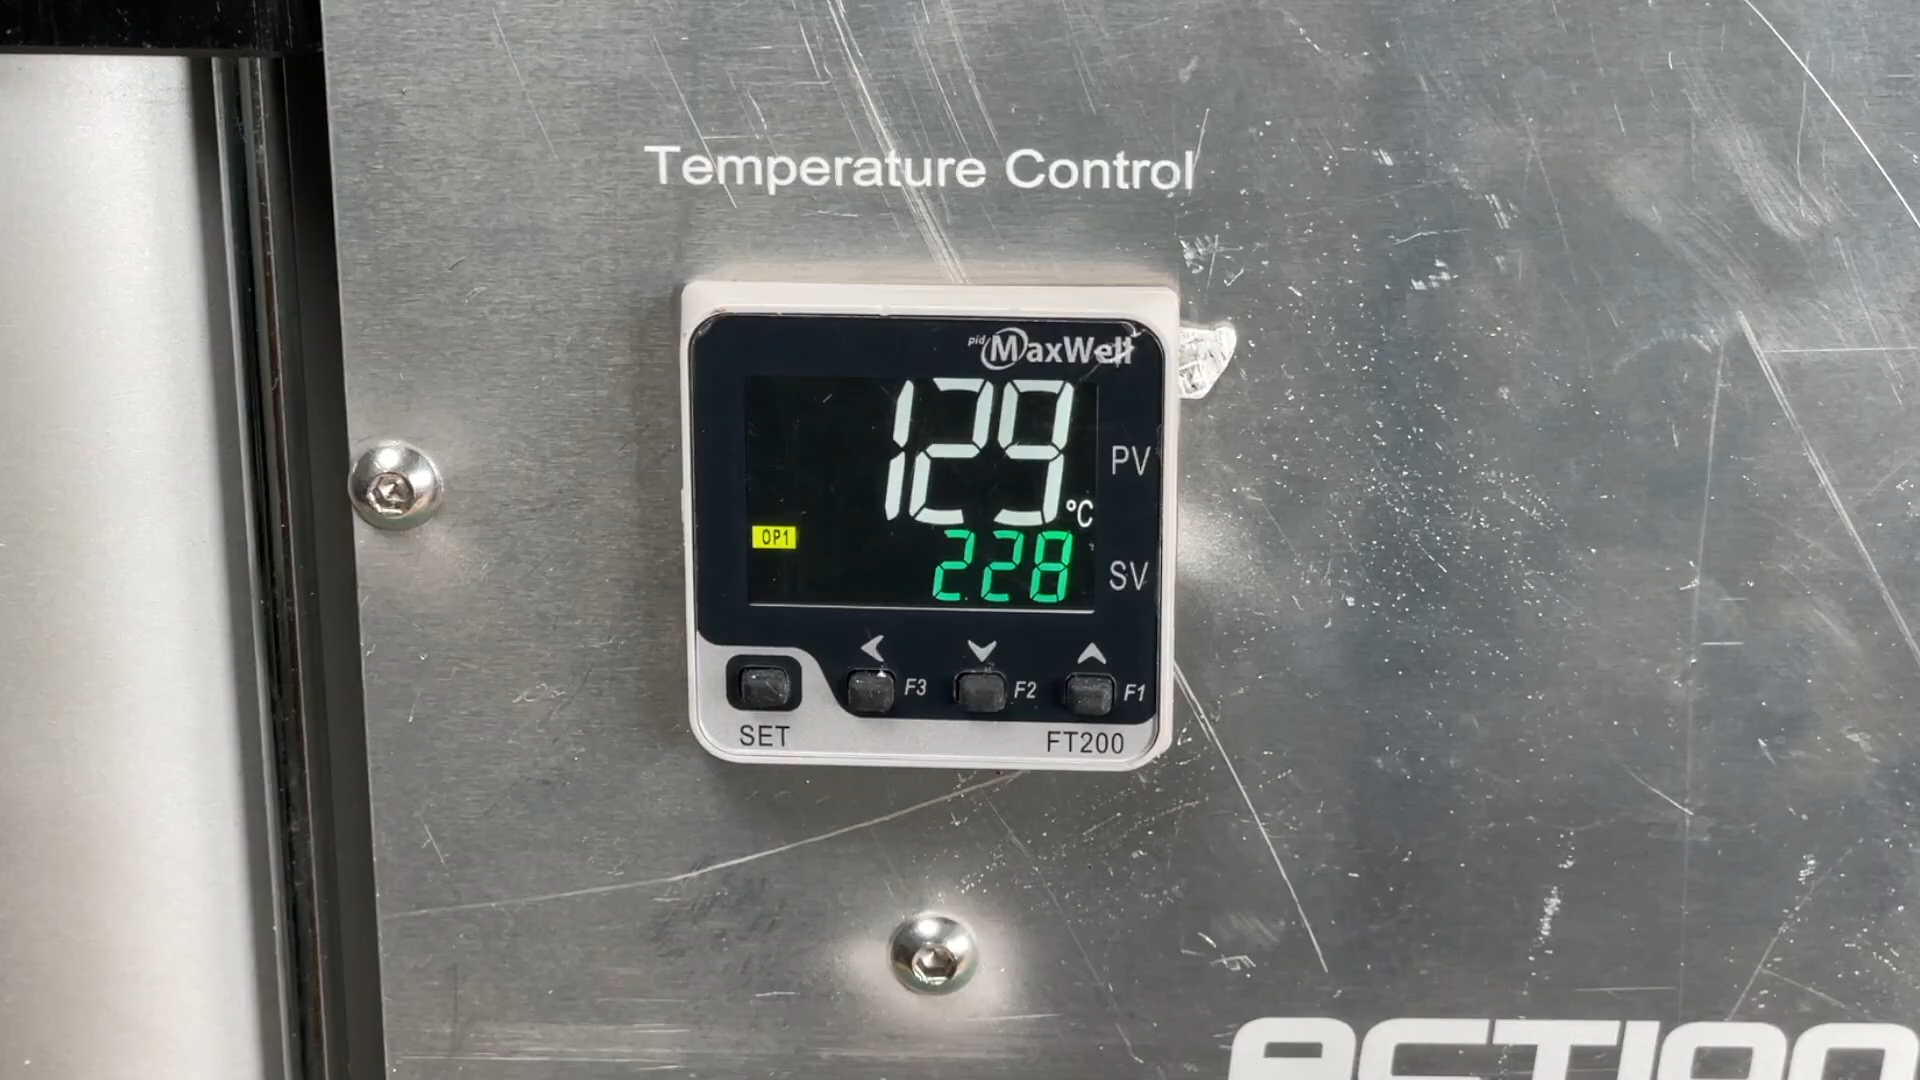 Temperature Control
pid MaxWell
129
PV
°C
OP1
228
SV
F3
F2
F1
SET
FT200